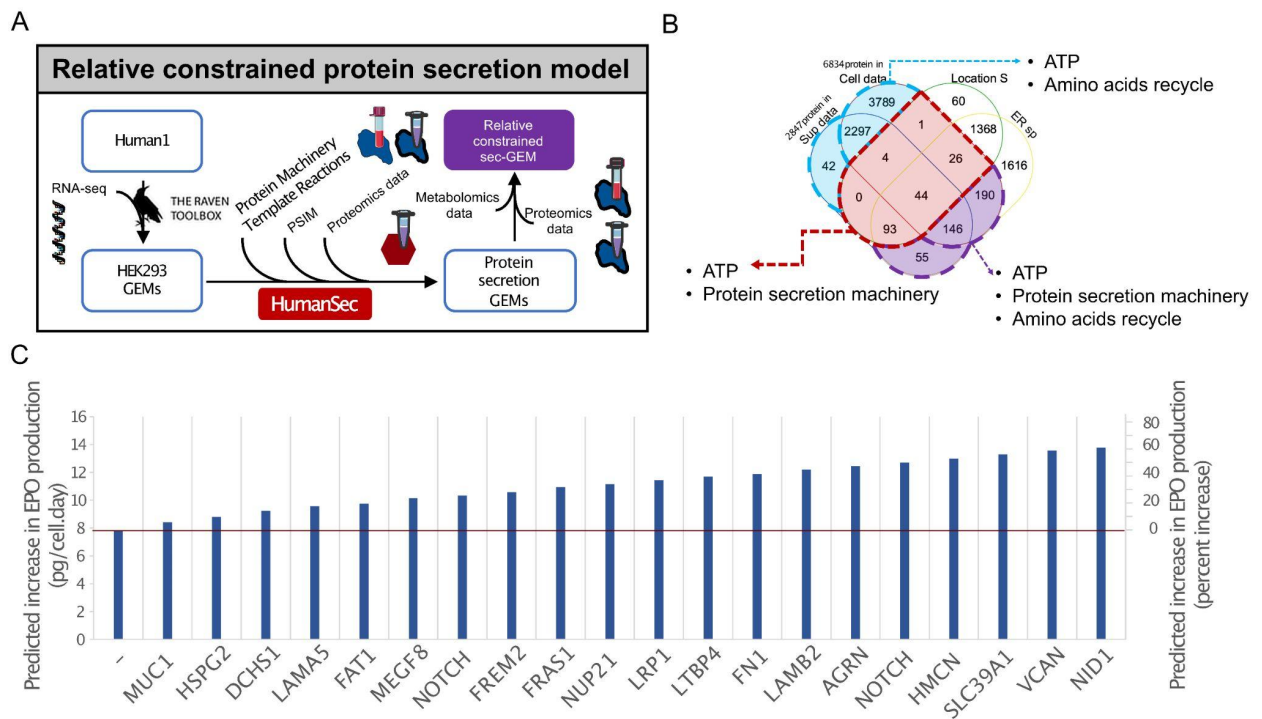 A
Relative constrained protein secretion model
Human1
RNA-seq
THE RAVEN
TOOLBOX
HEK293
GEMs
Protein Machinery
Template Reactions
PSIM
Proteomics data
HumanSec
Relative
constrained
sec-GEM
Metabolomics
data
Proteomics
data
Protein
secretion
GEMs
B
6834protein in
Cell data
2847protein in
Sup data
Location S
ER sp
3789
60
2297
1
1368
42
4
26
1616
0
44
190
93
146
55
• ATP
• Amino acids recycle
• ATP
• Protein secretion machinery
• ATP
• Protein secretion machinery
• Amino acids recycle
C
Predicted increase in EPO production
(pg/cell.day)
16
14
12
10
8
6
4
2
0
80
60
40
20
0
Predicted increase in EPO production
(percent increase)
–
MUC1
HSPG2
DCHS1
LAMA5
FAT1
MEGF8
NOTCH
FREM2
FRAS1
NUP21
LRP1
LTBP4
FN1
LAMB2
AGRN
NOTCH
HMCN
SLC39A1
VCAN
NID1